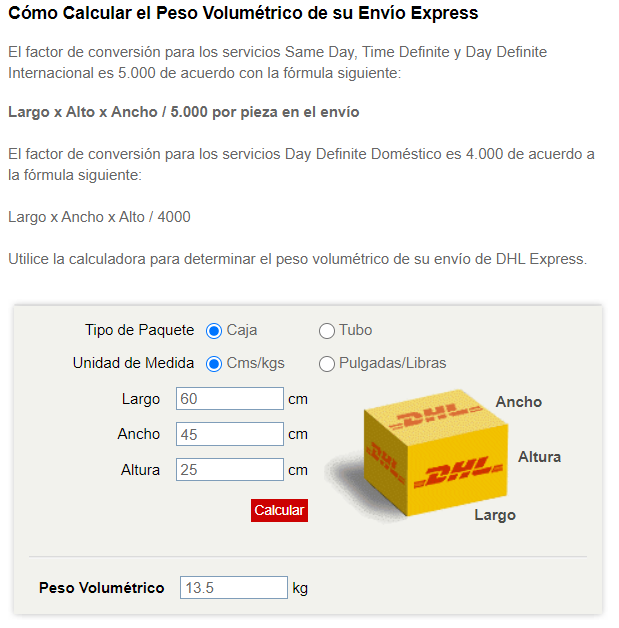 Cómo Calcular el Peso Volumétrico de su Envío Express
El factor de conversión para los servicios Same Day, Time Definite y Day Definite
Internacional es 5.000 de acuerdo con la fórmula siguiente:
Largo x Alto x Ancho / 5.000 por pieza en el envío
El factor de conversión para los servicios Day Definite Doméstico es 4.000 de acuerdo a
la fórmula siguiente:
Largo x Ancho x Alto / 4000
Utilice la calculadora para determinar el peso volumétrico de su envío de DHL Express.
Tipo de Paquete Caja Tubo
Unidad de Medida Cms/kgs Pulgadas/Libras
Largo 60 cm
Ancho 45 cm
Altura 25 cm
Ancho
Altura
Largo
DHL
DHL
DHL
Calcular
Peso Volumétrico 13.5 kg